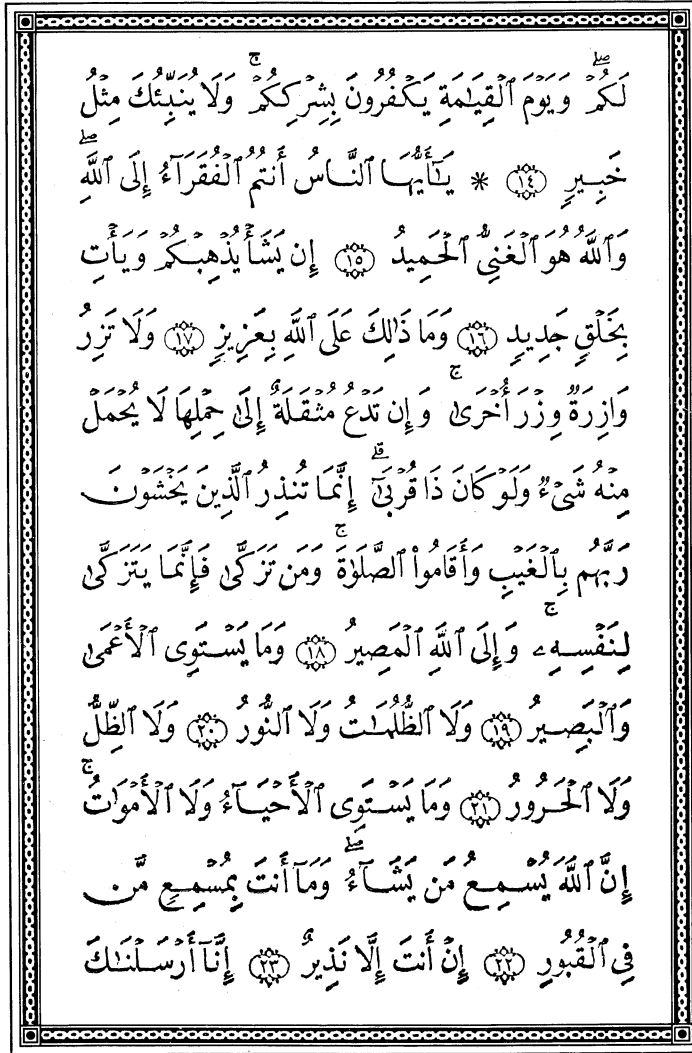 لَكُمْۖ وَيَوْمَ ٱلْقِيَـٰمَةِ يَكْفُرُونَ بِشِرْكِكُمْۚ وَلَا يُنَبِّئُكَ مِثْلُ
خَبِيرٍ ﴿١٤﴾ * يَـٰٓأَيُّهَا ٱلنَّاسُ أَنتُمُ ٱلْفُقَرَآءُ إِلَى ٱللَّهِۖ
وَٱللَّهُ هُوَ ٱلْغَنِىُّ ٱلْحَمِيدُ ﴿١٥﴾ إِن يَشَأْ يُذْهِبْكُمْ وَيَأْتِ
بِخَلْقٍ جَدِيدٍ ﴿١٦﴾ وَمَا ذَٰلِكَ عَلَى ٱللَّهِ بِعَزِيزٍ ﴿١٧﴾ وَلَا تَزِرُ
وَازِرَةٌ وِزْرَ أُخْرَىٰۚ وَإِن تَدْعُ مُثْقَلَةٌ إِلَىٰ حِمْلِهَا لَا يُحْمَلْ
مِنْهُ شَىْءٌ وَلَوْ كَانَ ذَا قُرْبَىٰٓۗ إِنَّمَا تُنذِرُ ٱلَّذِينَ يَخْشَوْنَ
رَبَّهُم بِٱلْغَيْبِ وَأَقَامُوا۟ ٱلصَّلَوٰةَۚ وَمَن تَزَكَّىٰ فَإِنَّمَا يَتَزَكَّىٰ
لِنَفْسِهِۦۚ وَإِلَى ٱللَّهِ ٱلْمَصِيرُ ﴿١٨﴾ وَمَا يَسْتَوِى ٱلْأَعْمَىٰ
وَٱلْبَصِيرُ ﴿١٩﴾ وَلَا ٱلظُّلُمَـٰتُ وَلَا ٱلنُّورُ ﴿٢٠﴾ وَلَا ٱلظِّلُّ
وَلَا ٱلْحَرُورُ ﴿٢١﴾ وَمَا يَسْتَوِى ٱلْأَحْيَآءُ وَلَا ٱلْأَمْوَٰتُۚ
إِنَّ ٱللَّهَ يُسْمِعُ مَن يَشَآءُۖ وَمَآ أَنتَ بِمُسْمِعٍ مَّن
فِى ٱلْقُبُورِ ﴿٢٢﴾ إِنْ أَنتَ إِلَّا نَذِيرٌ ﴿٢٣﴾ إِنَّآ أَرْسَلْنَـٰكَ